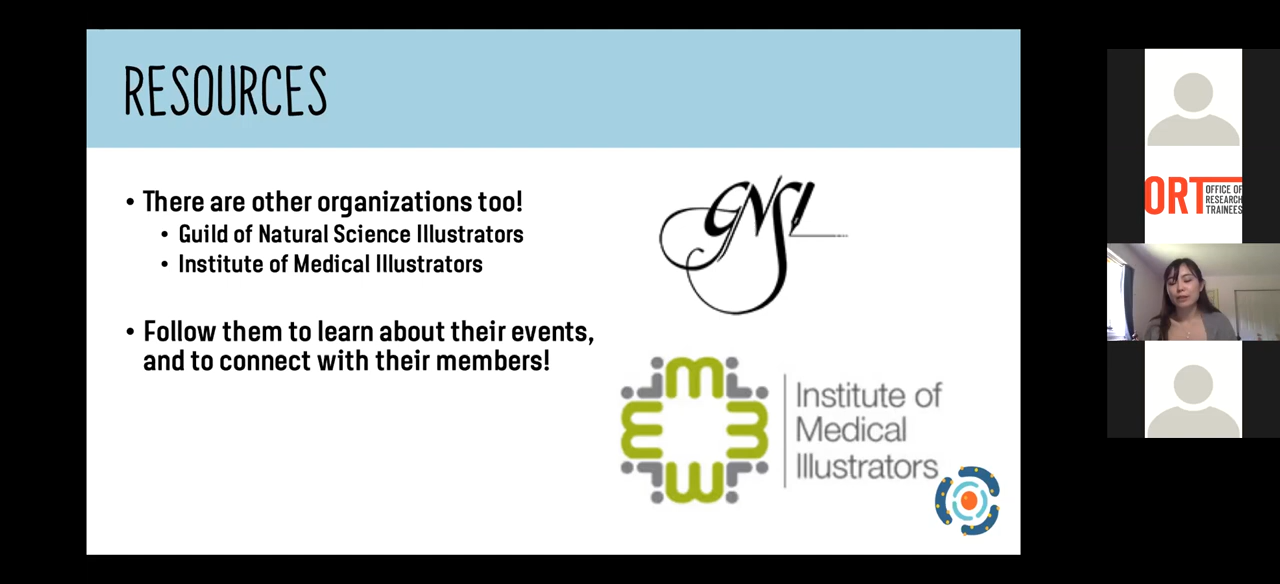 RESOURCES
• There are other organizations too!
• Guild of Natural Science Illustrators
• Institute of Medical Illustrators
• Follow them to learn about their events,
and to connect with their members!
GNSI
Institute of
Medical
Illustrators
ORT OFFICE OF
RESEARCH
TRAINEES